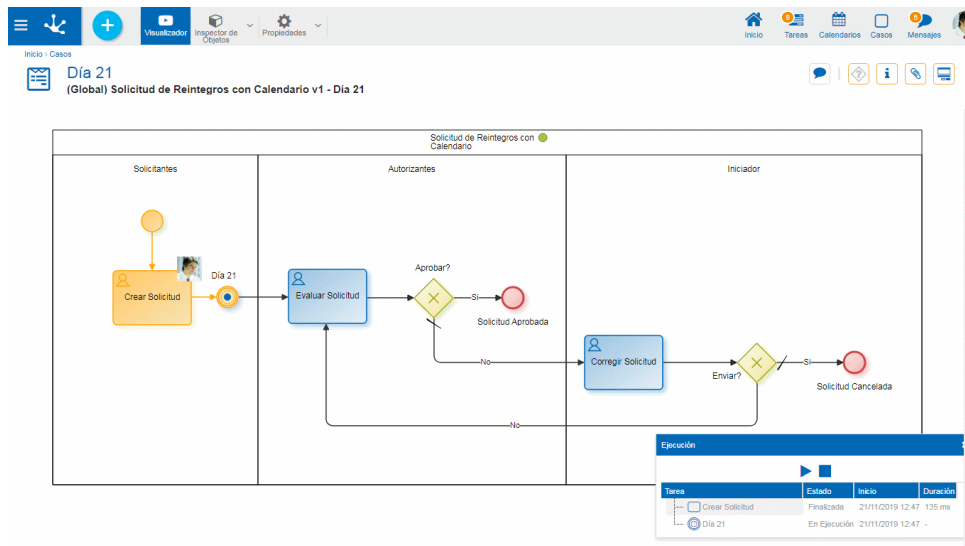 Visualizador
Inspector de
Objetos
Propiedades
Inicio
8
Tareas
Calendarios
Casos
5
Mensajes
Inicio › Casos
Día 21
(Global) Solicitud de Reintegros con Calendario v1 - Día 21
Solicitud de Reintegros con
Calendario
Solicitantes
Autorizantes
Iniciador
Día 21
Crear Solicitud
Evaluar Solicitud
Aprobar?
Si
Solicitud Aprobada
No
Corregir Solicitud
Enviar?
Si
Solicitud Cancelada
No
Ejecución
Tarea Estado Inicio Duración
Crear Solicitud Finalizada 21/11/2019 12:47 135 ms
Día 21 En Ejecución 21/11/2019 12:47 -